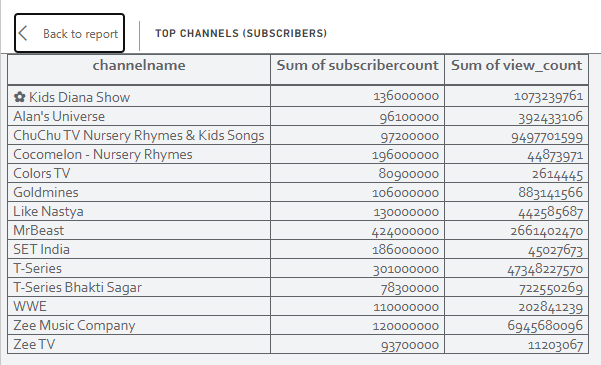 Back to report TOP CHANNELS (SUBSCRIBERS)
channelname Sum of subscribercount Sum of view_count
✿ Kids Diana Show 136000000 1073239761
Alan's Universe 96100000 392433106
ChuChu TV Nursery Rhymes & Kids Songs 97200000 9497701599
Cocomelon - Nursery Rhymes 196000000 44873971
Colors TV 80900000 2614445
Goldmines 106000000 883141566
Like Nastya 130000000 442585687
MrBeast 424000000 2661402470
SET India 186000000 45027673
T-Series 301000000 47348227570
T-Series Bhakti Sagar 78300000 722550269
WWE 110000000 202841239
Zee Music Company 120000000 6945680096
Zee TV 93700000 11203067